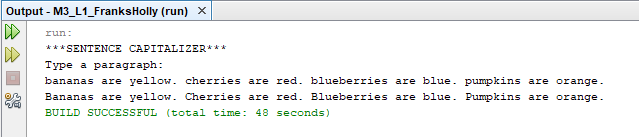 Output - M3_L1_FranksHolly (run) ×
run:
***SENTENCE CAPITALIZER***
Type a paragraph:
bananas are yellow. cherries are red. blueberries are blue. pumpkins are orange.
Bananas are yellow. Cherries are red. Blueberries are blue. Pumpkins are orange.
BUILD SUCCESSFUL (total time: 48 seconds)